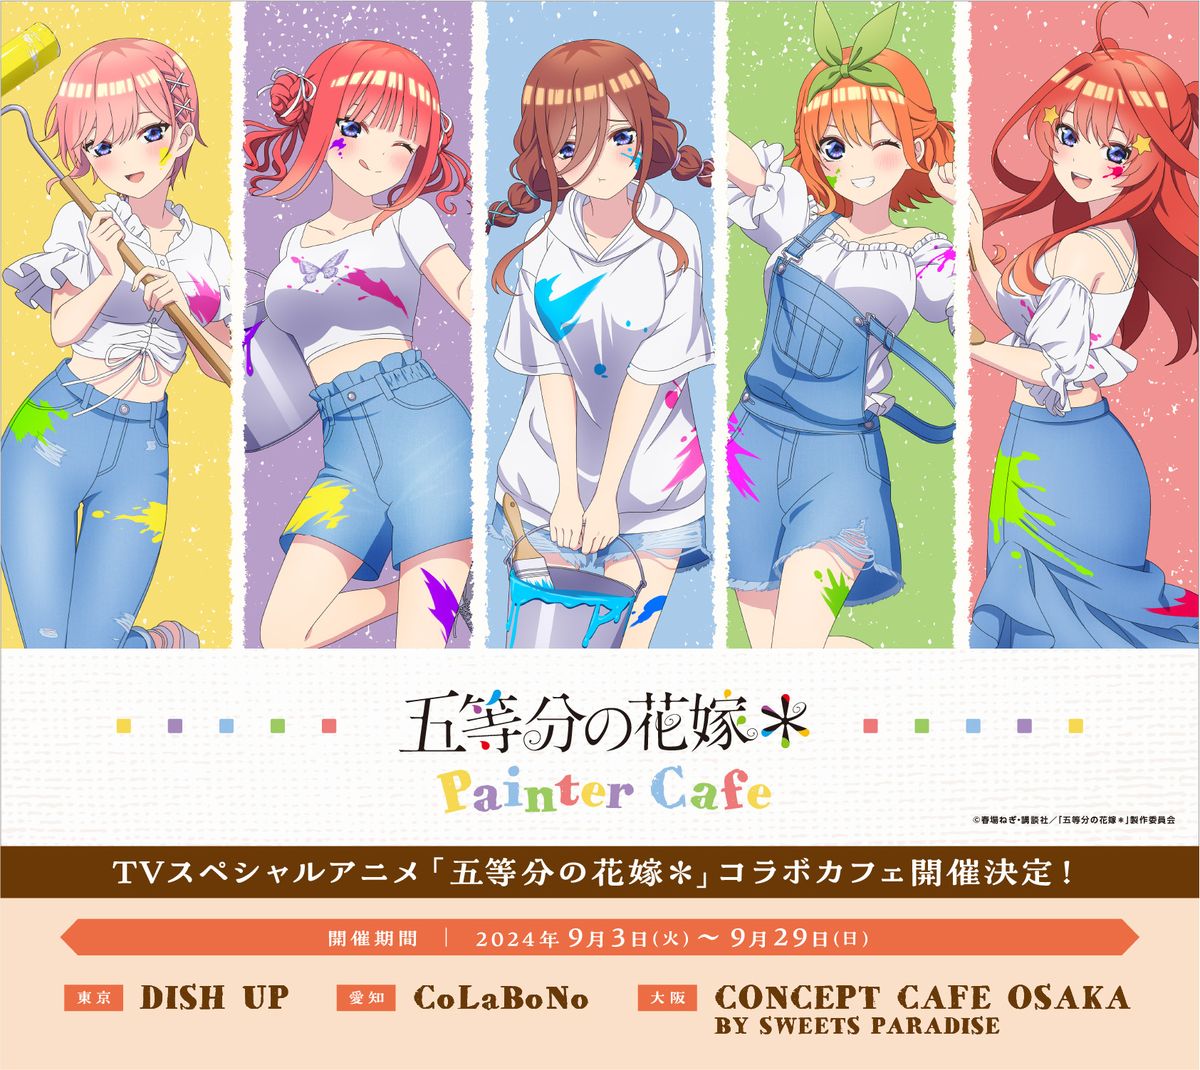 五等分の花嫁＊
Painter Cafe
©春場ねぎ・講談社／「五等分の花嫁＊」製作委員会
TVスペシャルアニメ「五等分の花嫁＊」コラボカフェ開催決定！
開催期間 | 2024年 9月3日(火)～9月29日(日)
東京 DISH UP 愛知 CoLaBoNo 大阪 CONCEPT CAFE OSAKA
BY SWEETS PARADISE